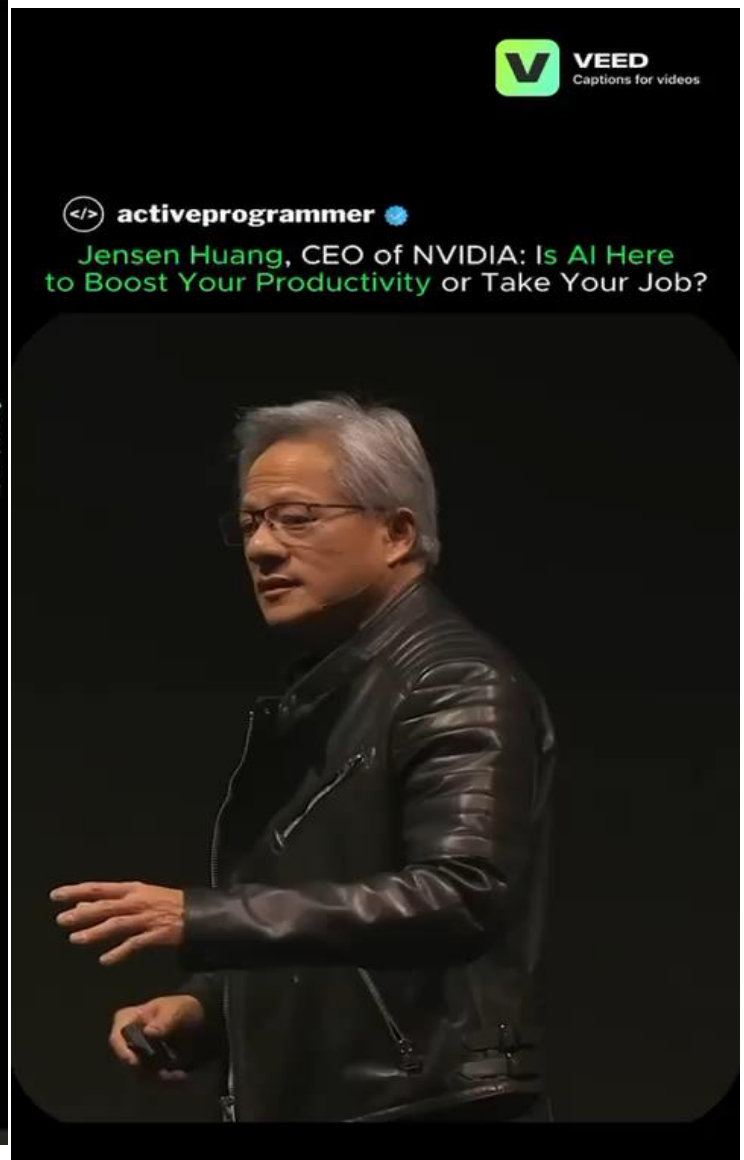 V
VEED
Captions for videos
</> activeprogrammer
Jensen Huang, CEO of NVIDIA: Is AI Here
to Boost Your Productivity or Take Your Job?